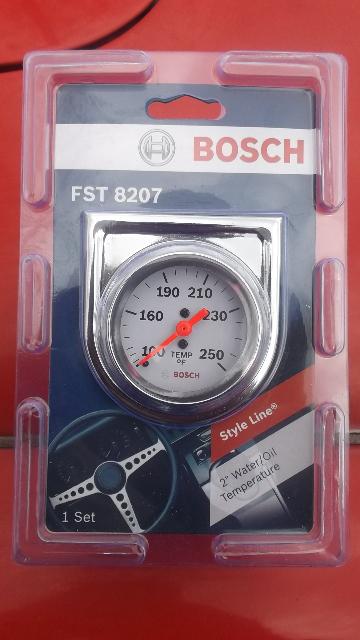 BOSCH
FST 8207
190 210
160 230
100 TEMP 250
°F
BOSCH
Style Line®
2" Water/Oil
Temperature
1 Set